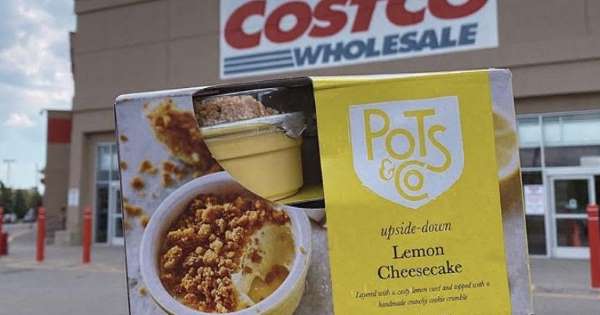 COSTCO
WHOLESALE
POTS
& Co
upside-down
Lemon
Cheesecake
Layered with a zesty lemon curd and topped with a
handmade crunchy cookie crumble